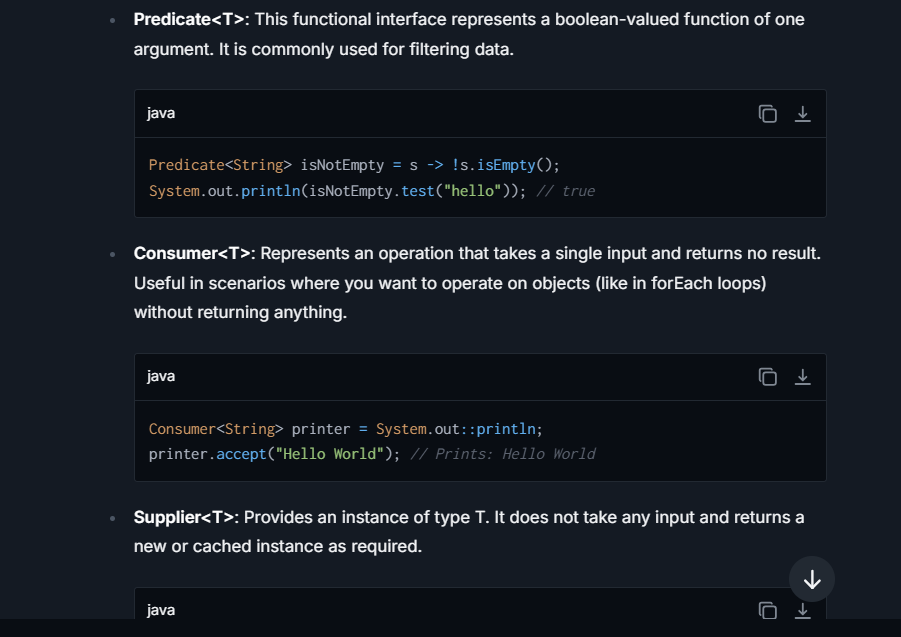 Predicate<T>: This functional interface represents a boolean-valued function of one
argument. It is commonly used for filtering data.
java
Predicate<String> isNotEmpty = s -> !s.isEmpty();
System.out.println(isNotEmpty.test("hello")); // true
Consumer<T>: Represents an operation that takes a single input and returns no result.
Useful in scenarios where you want to operate on objects (like in forEach loops)
without returning anything.
java
Consumer<String> printer = System.out::println;
printer.accept("Hello World"); // Prints: Hello World
Supplier<T>: Provides an instance of type T. It does not take any input and returns a
new or cached instance as required.
java